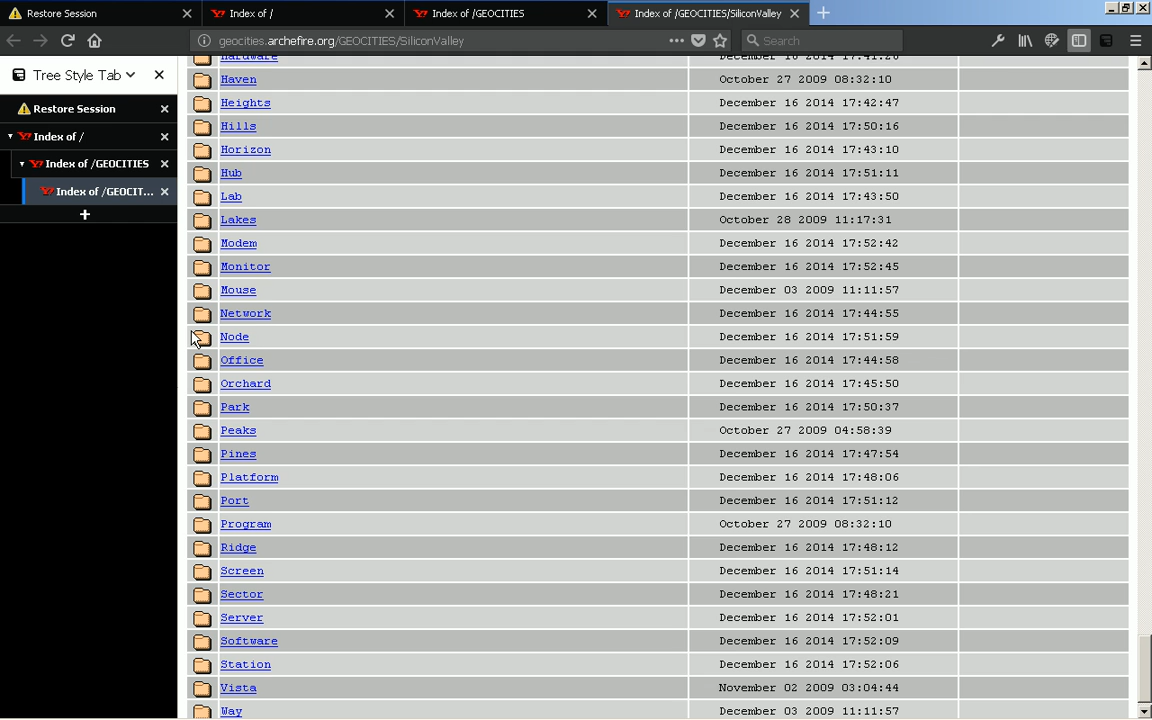 Restore Session
Index of /
Index of /GEOCITIES
Index of /GEOCITIES/SiliconValley
geocities.archefire.org/GEOCITIES/SiliconValley
Search
Tree Style Tab
Restore Session
Index of /
Index of /GEOCITIES
Index of /GEOCIT...
Hardware December 16 2014 17:41:20
Haven October 27 2009 08:32:10
Heights December 16 2014 17:42:47
Hills December 16 2014 17:50:16
Horizon December 16 2014 17:43:10
Hub December 16 2014 17:51:11
Lab December 16 2014 17:43:50
Lakes October 28 2009 11:17:31
Modem December 16 2014 17:52:42
Monitor December 16 2014 17:52:45
Mouse December 03 2009 11:11:57
Network December 16 2014 17:44:55
Node December 16 2014 17:51:59
Office December 16 2014 17:44:58
Orchard December 16 2014 17:45:50
Park December 16 2014 17:50:37
Peaks October 27 2009 04:58:39
Pines December 16 2014 17:47:54
Platform December 16 2014 17:48:06
Port December 16 2014 17:51:12
Program October 27 2009 08:32:10
Ridge December 16 2014 17:48:12
Screen December 16 2014 17:51:14
Sector December 16 2014 17:48:21
Server December 16 2014 17:52:01
Software December 16 2014 17:52:09
Station December 16 2014 17:52:06
Vista November 02 2009 03:04:44
Way December 03 2009 11:11:57